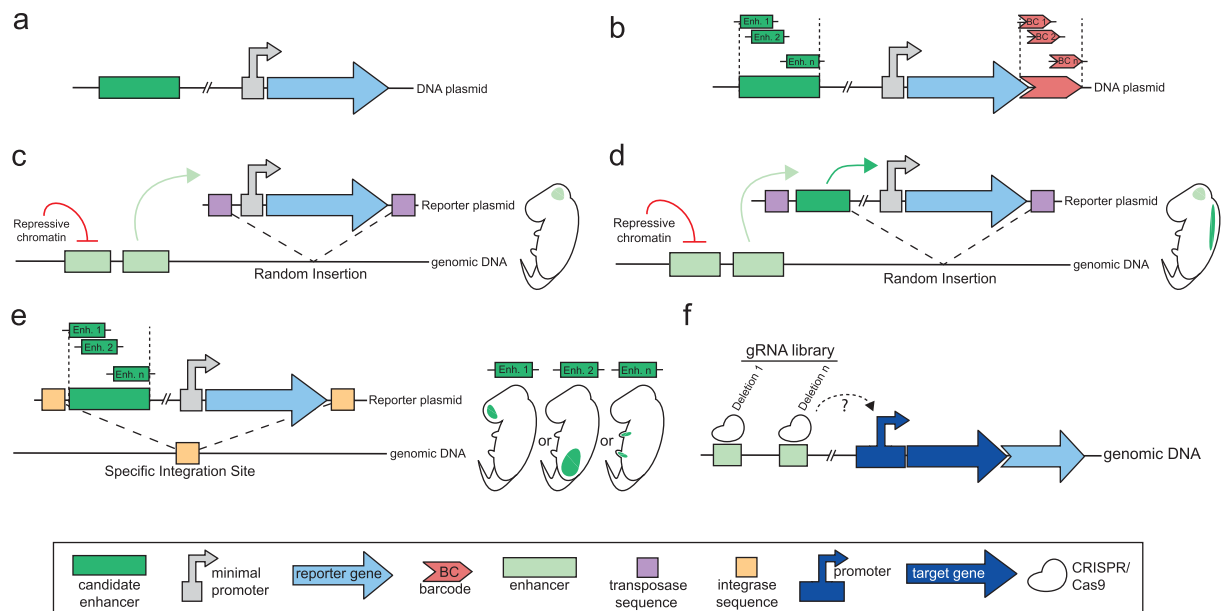 a
DNA plasmid
b
Enh. 1
Enh. 2
Enh. n
BC 1
BC 2
BC n
DNA plasmid
c
Repressive
chromatin
Reporter plasmid
Random Insertion
genomic DNA
d
Repressive
chromatin
Reporter plasmid
Random Insertion
genomic DNA
e
Enh. 1
Enh. 2
Enh. n
Reporter plasmid
genomic DNA
Specific Integration Site
Enh. 1
Enh. 2
Enh. n
or
or
f
gRNA library
Deletion 1
Deletion n
?
genomic DNA
candidate
enhancer
minimal
promoter
reporter gene
BC
barcode
enhancer
transposase
sequence
integrase
sequence
promoter
target gene
CRISPR/
Cas9